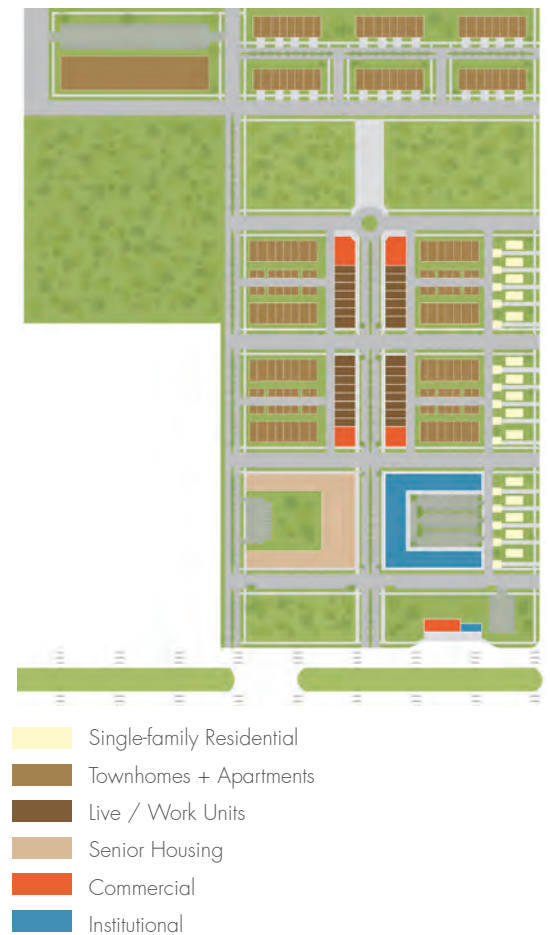 Single-family Residential
Townhomes + Apartments
Live / Work Units
Senior Housing
Commercial
Institutional